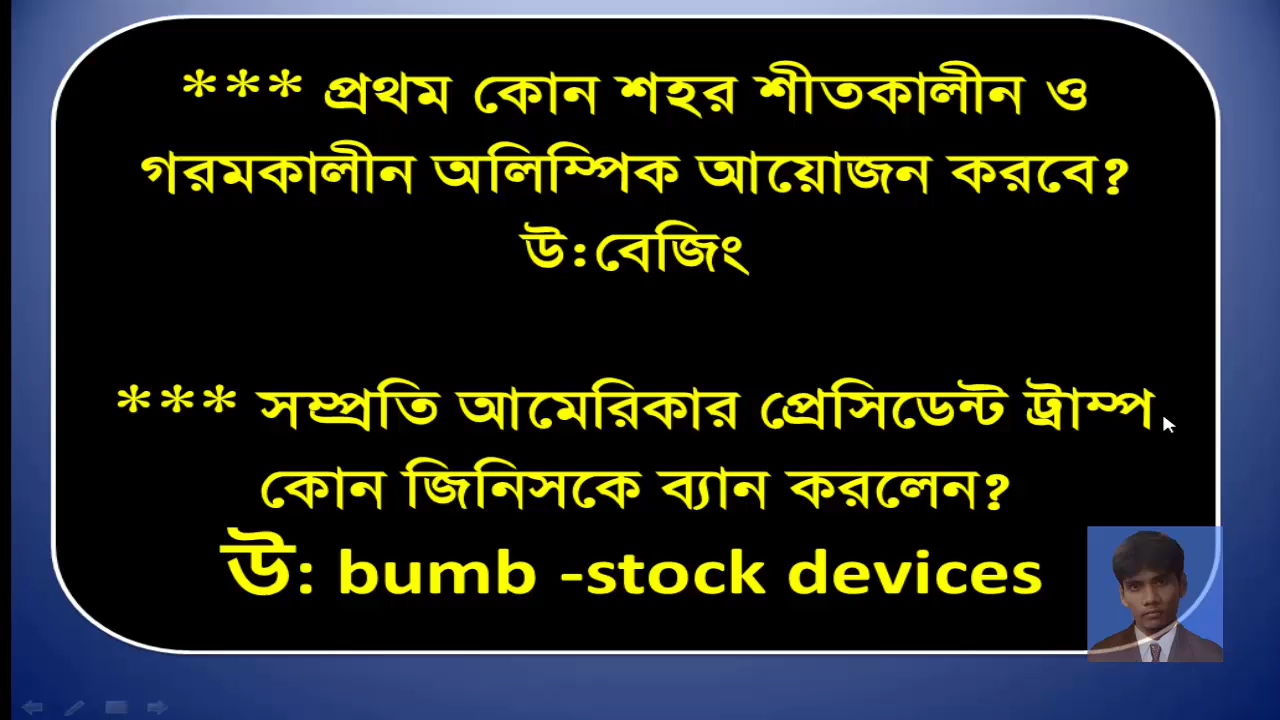 *** প্রথম কোন শহর শীতকালীন ও
গরমকালীন অলিম্পিক আয়োজন করবে?
উ:বেজিং
*** সম্প্রতি আমেরিকার প্রেসিডেন্ট ট্রাম্প
কোন জিনিসকে ব্যান করলেন?
উ: bumb -stock devices